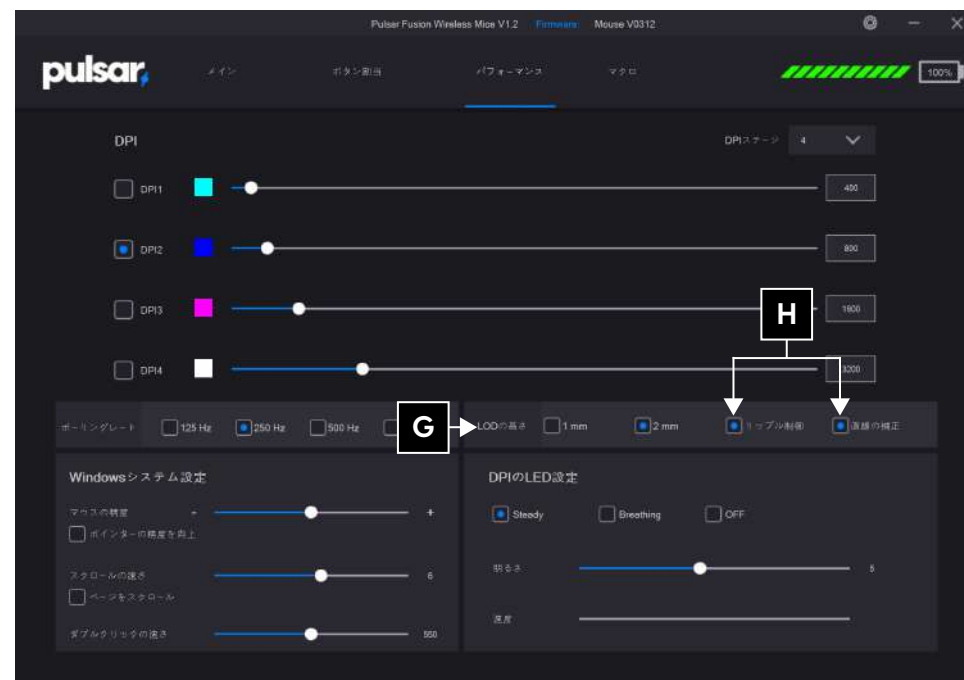 Pulsar Fusion Wireless Mice V1.2 Firmware: Mouse V0312
pulsar
メイン ボタン割当 パフォーマンス マクロ 100%
DPI DPIステージ 4
DPI1 400
DPI2 800
DPI3 1600
H
DPI4 3200
ポーリングレート 125 Hz 250 Hz 500 Hz
G
LODの高さ 1 mm 2 mm リップル制御 直線の補正
Windowsシステム設定
マウスの精度 - +
ポインターの精度を向上
スクロールの速さ 6
ページをスクロール
ダブルクリックの速さ 550
DPIのLED設定
Steady Breathing OFF
明るさ 5
速度